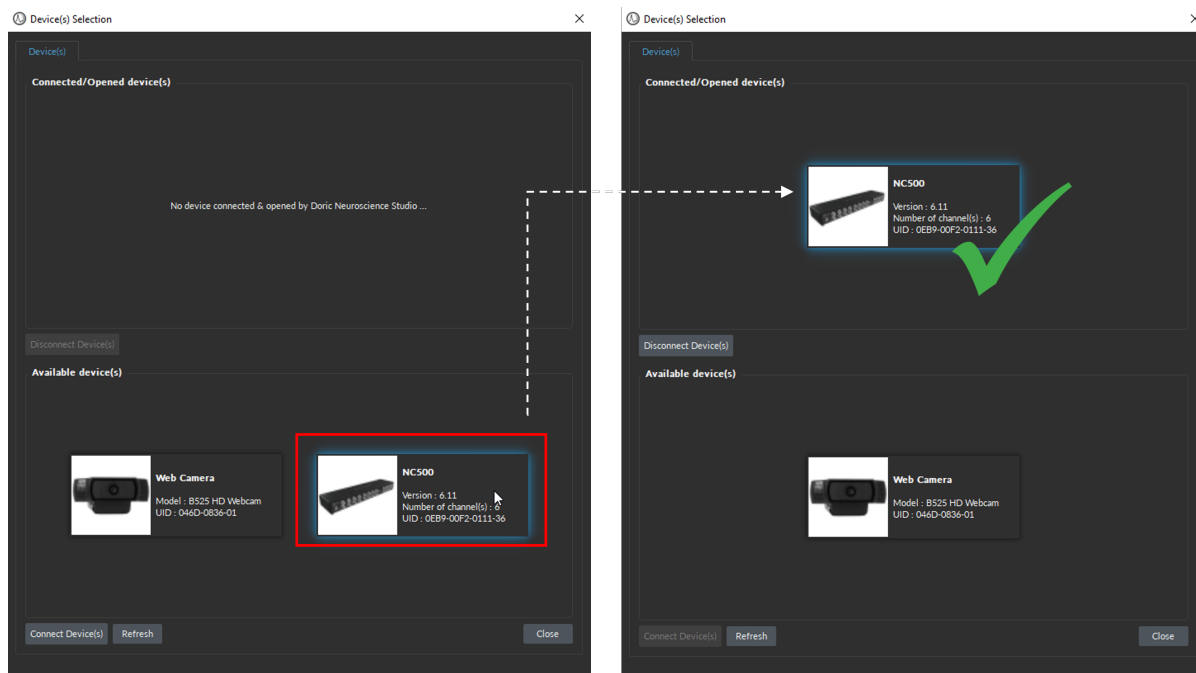 Device(s) Selection
Device(s)
Connected/Opened device(s)
No device connected & opened by Doric Neuroscience Studio ...
Disconnect Device(s)
Available device(s)
Web Camera
Model : B525 HD Webcam
UID : 046D-0836-01
NC500
Version : 6.11
Number of channel(s) : 6
UID : 0EB9-00F2-0111-36
Connect Device(s)
Refresh
Close
Device(s) Selection
Device(s)
Connected/Opened device(s)
NC500
Version : 6.11
Number of channel(s) : 6
UID : 0EB9-00F2-0111-36
Disconnect Device(s)
Available device(s)
Web Camera
Model : B525 HD Webcam
UID : 046D-0836-01
Connect Device(s)
Refresh
Close